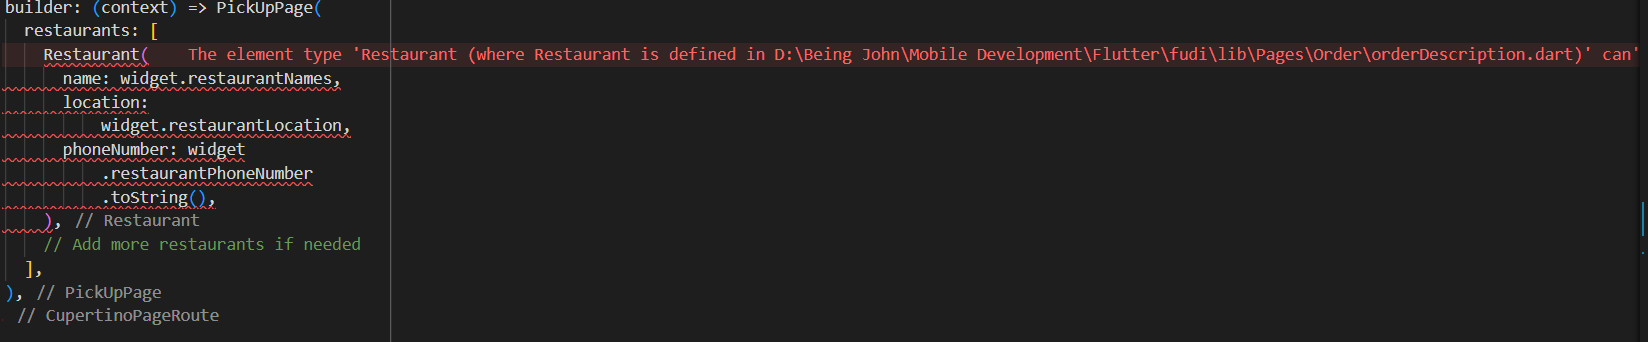 builder: (context) => PickUpPage(
restaurants: [
Restaurant(    The element type 'Restaurant (where Restaurant is defined in D:\Being John\Mobile Development\Flutter\fudi\lib\Pages\Order\orderDescription.dart)' can'
name: widget.restaurantNames,
location:
widget.restaurantLocation,
phoneNumber: widget
.restaurantPhoneNumber
.toString(),
), // Restaurant
// Add more restaurants if needed
],
), // PickUpPage
// CupertinoPageRoute